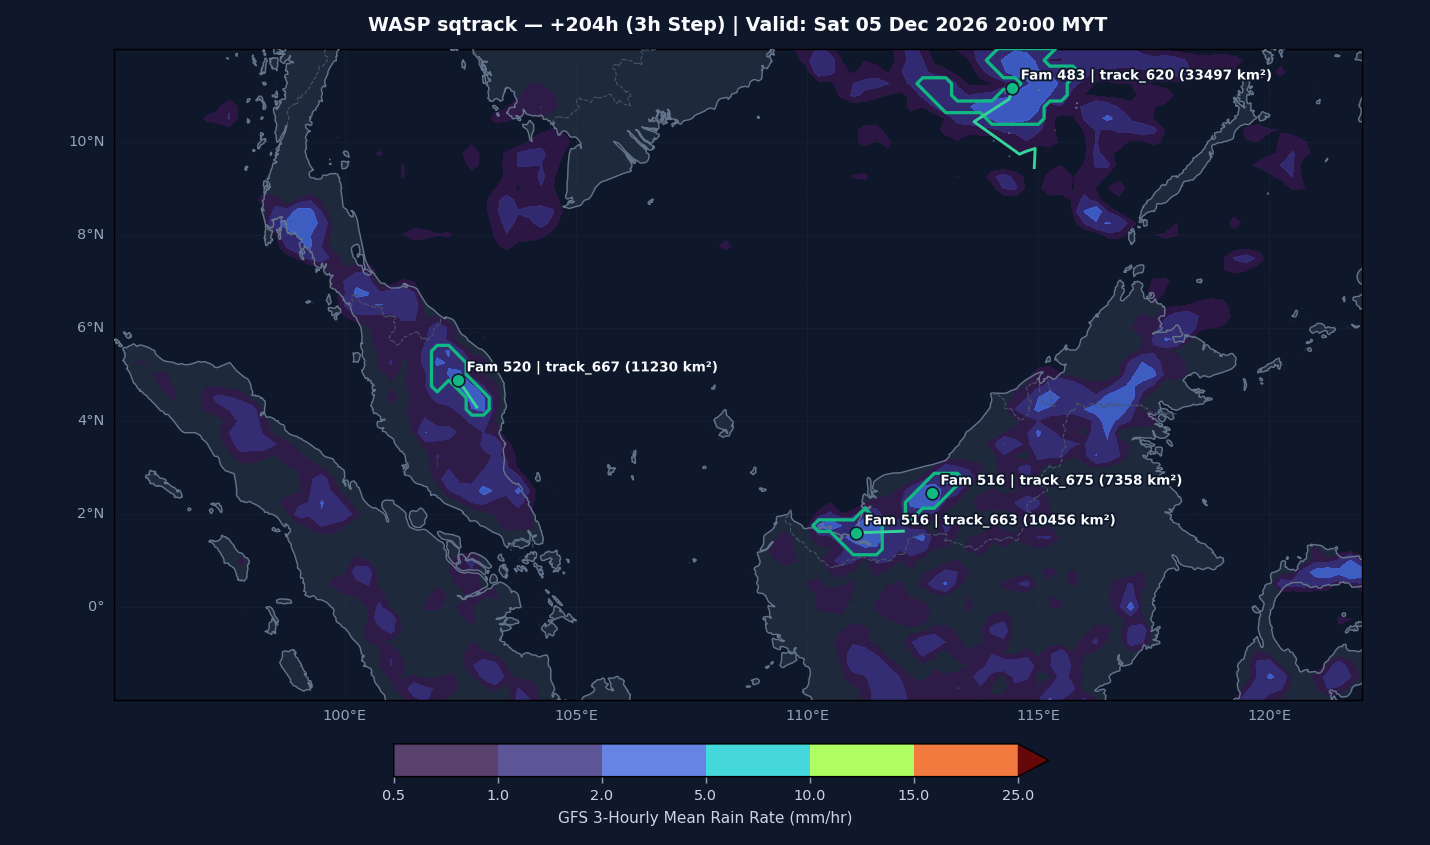 WASP sqtrack — +204h (3h Step) | Valid: Sat 05 Dec 2026 20:00 MYT
Fam 483 | track_620 (33497 km²)
10°N
8°N
6°N
Fam 520 | track_667 (11230 km²)
4°N
Fam 516 | track_675 (7358 km²)
2°N
Fam 516 | track_663 (10456 km²)
0°
100°E 105°E 110°E 115°E 120°E
0.5 1.0 2.0 5.0 10.0 15.0 25.0
GFS 3-Hourly Mean Rain Rate (mm/hr)